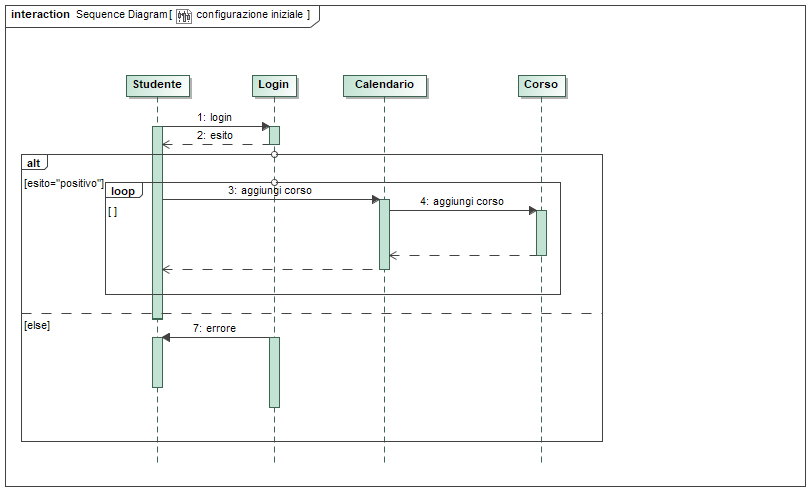 interaction Sequence Diagram [ configurazione iniziale ]
Studente
Login
Calendario
Corso
1: login
2: esito
alt
[esito="positivo"]
loop
3: aggiungi corso
4: aggiungi corso
[ ]
[else]
7: errore